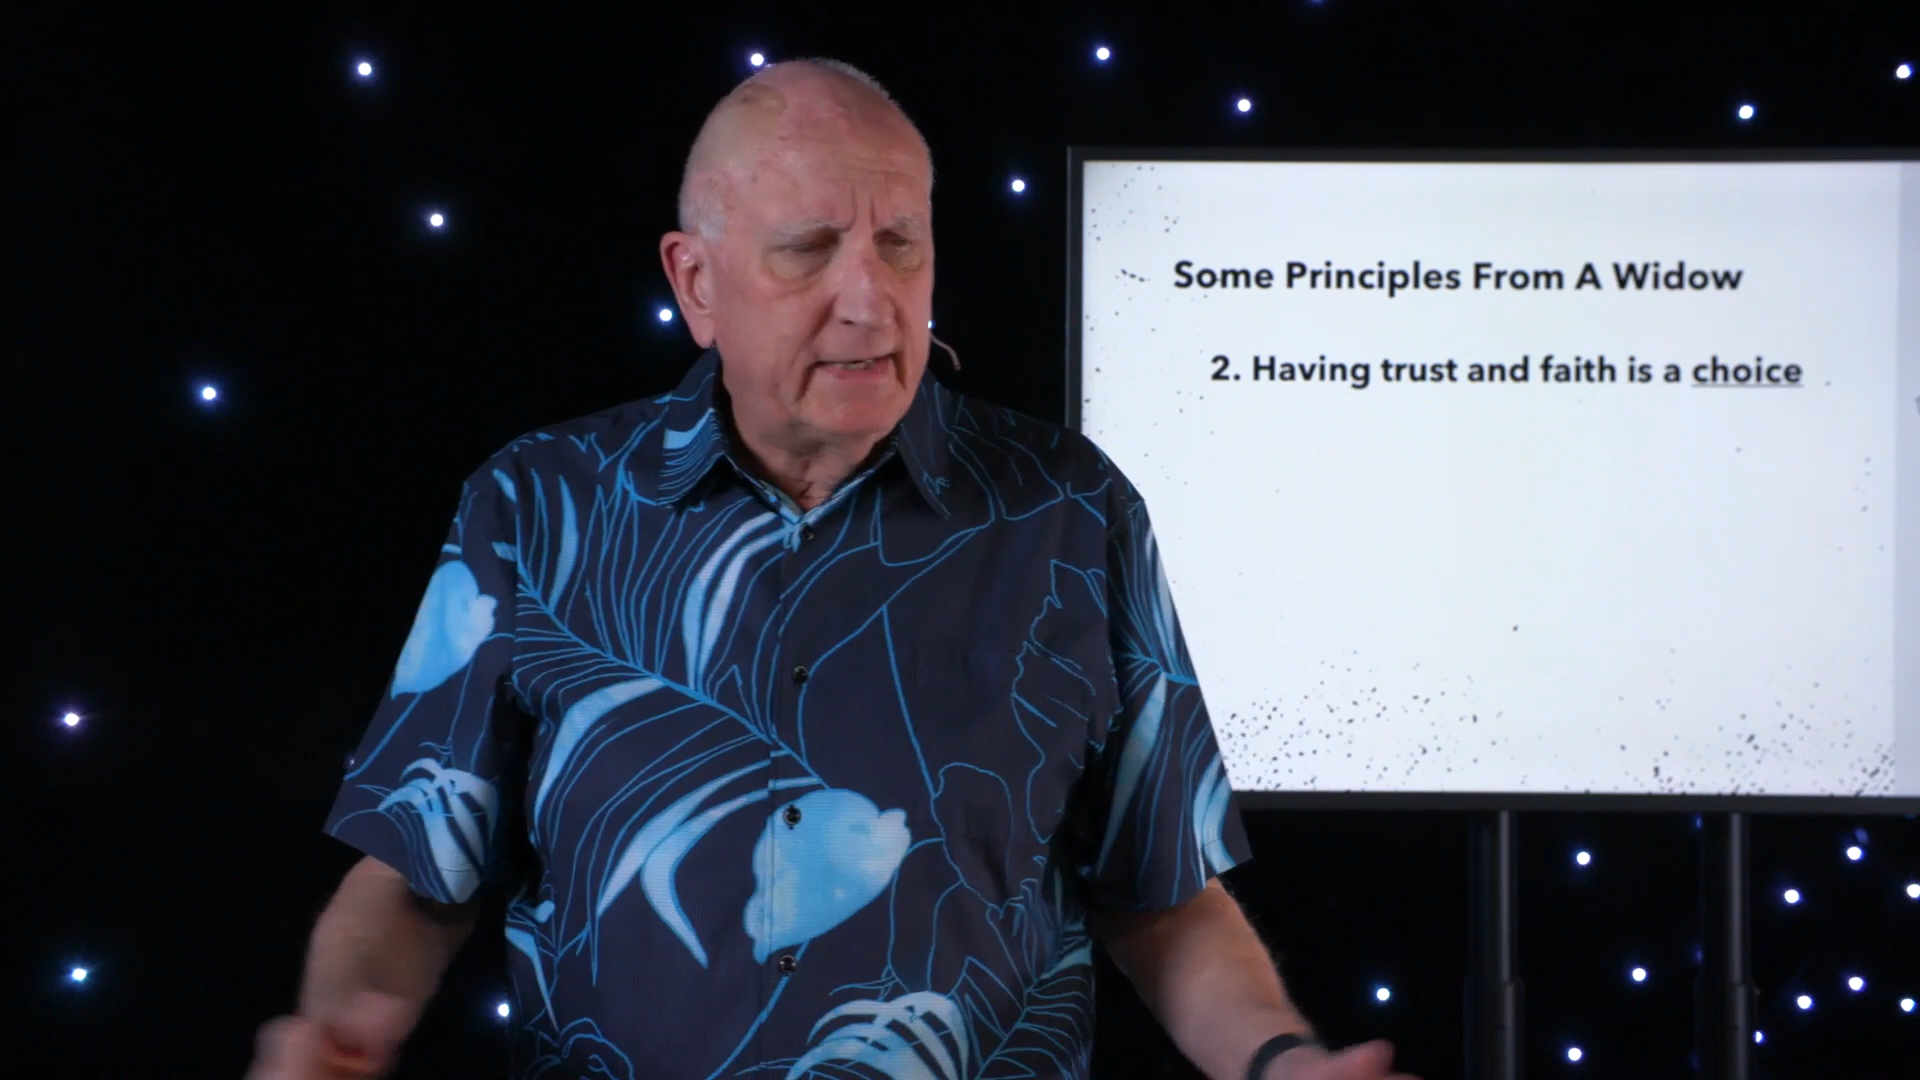 Some Principles From A Widow
2. Having trust and faith is a choice